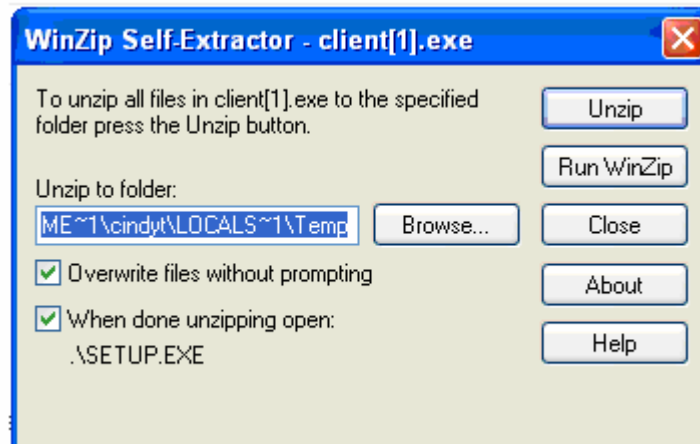 WinZip Self-Extractor - client[1].exe
To unzip all files in client[1].exe to the specified
folder press the Unzip button.
Unzip to folder:
ME~1\cindyt\LOCALS~1\Temp
Browse...
Overwrite files without prompting
When done unzipping open:
.\SETUP.EXE
Unzip
Run WinZip
Close
About
Help